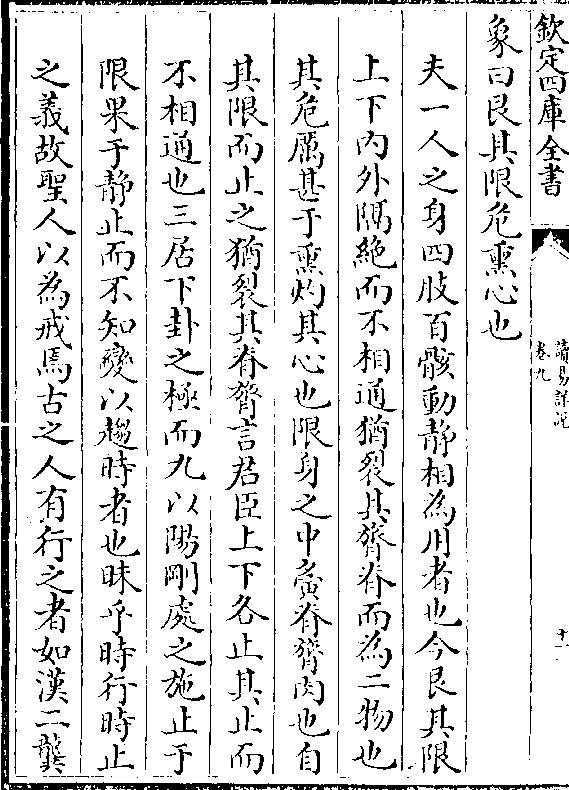 欽定四庫全書
讀易詳說
卷九
十一
象曰艮其限危熏心也
夫一人之身四肢百骸動靜相為用者也今艮其限
上下內外隔絶而不相通猶裂其膂脊而為二物也
其危厲甚于熏灼其心也限身之中夤脊膂肉也自
其限而止之猶裂其脊膂言君臣上下各止其止而
不相通也三居下卦之極而九以陽剛處之施止于
限果于靜止而不知變以趨時者也昧乎時行時止
之義故聖人以為戒焉古之人有行之者如漢二龔